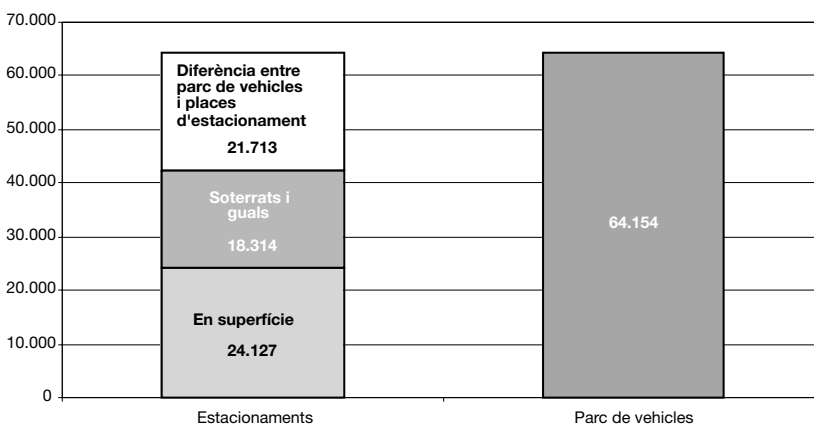 70.000
60.000
50.000
40.000
30.000
20.000
10.000
0
Diferència entre
parc de vehicles
i places
d'estacionament
21.713
Soterrats i
guals
18.314
En superfície
24.127
64.154
Estacionaments
Parc de vehicles